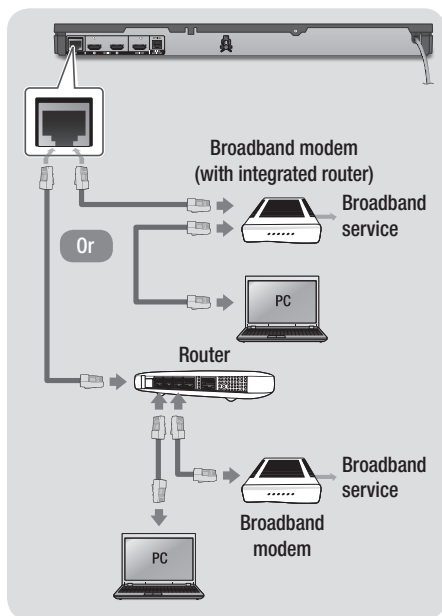 Broadband modem
(with integrated router)
Broadband
service
Or
PC
Router
Broadband
service
Broadband
modem
PC